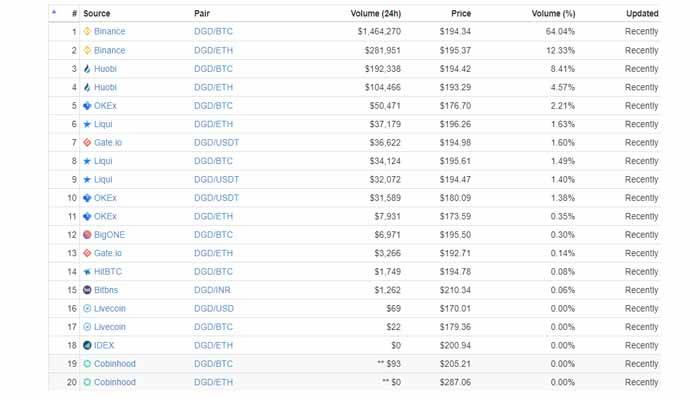 # Source Pair Volume (24h) Price Volume (%) Updated
1 Binance DGD/BTC $1,464,270 $194.34 64.04% Recently
2 Binance DGD/ETH $281,951 $195.37 12.33% Recently
3 Huobi DGD/BTC $192,338 $194.42 8.41% Recently
4 Huobi DGD/ETH $104,466 $193.29 4.57% Recently
5 OKEx DGD/BTC $50,471 $176.70 2.21% Recently
6 Liqui DGD/ETH $37,179 $196.26 1.63% Recently
7 Gate.io DGD/USDT $36,622 $194.98 1.60% Recently
8 Liqui DGD/BTC $34,124 $195.61 1.49% Recently
9 Liqui DGD/USDT $32,072 $194.47 1.40% Recently
10 OKEx DGD/USDT $31,589 $180.09 1.38% Recently
11 OKEx DGD/ETH $7,931 $173.59 0.35% Recently
12 BigONE DGD/BTC $6,971 $195.50 0.30% Recently
13 Gate.io DGD/ETH $3,266 $192.71 0.14% Recently
14 HitBTC DGD/BTC $1,749 $194.78 0.08% Recently
15 Bitbns DGD/INR $1,262 $210.34 0.06% Recently
16 Livecoin DGD/USD $69 $170.01 0.00% Recently
17 Livecoin DGD/BTC $22 $179.36 0.00% Recently
18 IDEX DGD/ETH $0 $200.94 0.00% Recently
19 Cobinhood DGD/BTC ** $93 $205.21 0.00% Recently
20 Cobinhood DGD/ETH ** $0 $287.06 0.00% Recently